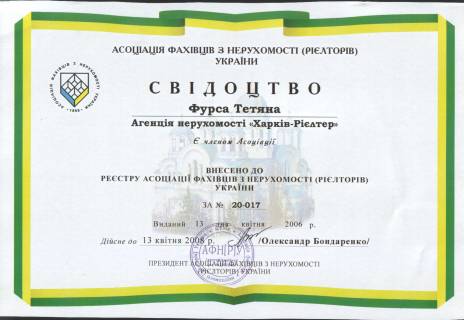 АСОЦІАЦІЯ ФАХІВЦІВ З НЕРУХОМОСТІ (РІЄЛТОРІВ)
УКРАЇНИ
СВІДОЦТВО
Фурса Тетяна
Агенція нерухомості «Харків-Рієлтер»
Є членом Асоціації
ВНЕСЕНО ДО
РЕЄСТРУ АСОЦІАЦІЇ ФАХІВЦІВ З НЕРУХОМОСТІ (РІЄЛТОРІВ)
УКРАЇНИ
ЗА № 20-017
Виданий 13 дня квітня 2006 р.
Дійсне до 13 квітня 2008 р. /Олександр Бондаренко/
ПРЕЗИДЕНТ АСОЦІАЦІЇ ФАХІВЦІВ З НЕРУХОМОСТІ
(РІЄЛТОРІВ) УКРАЇНИ